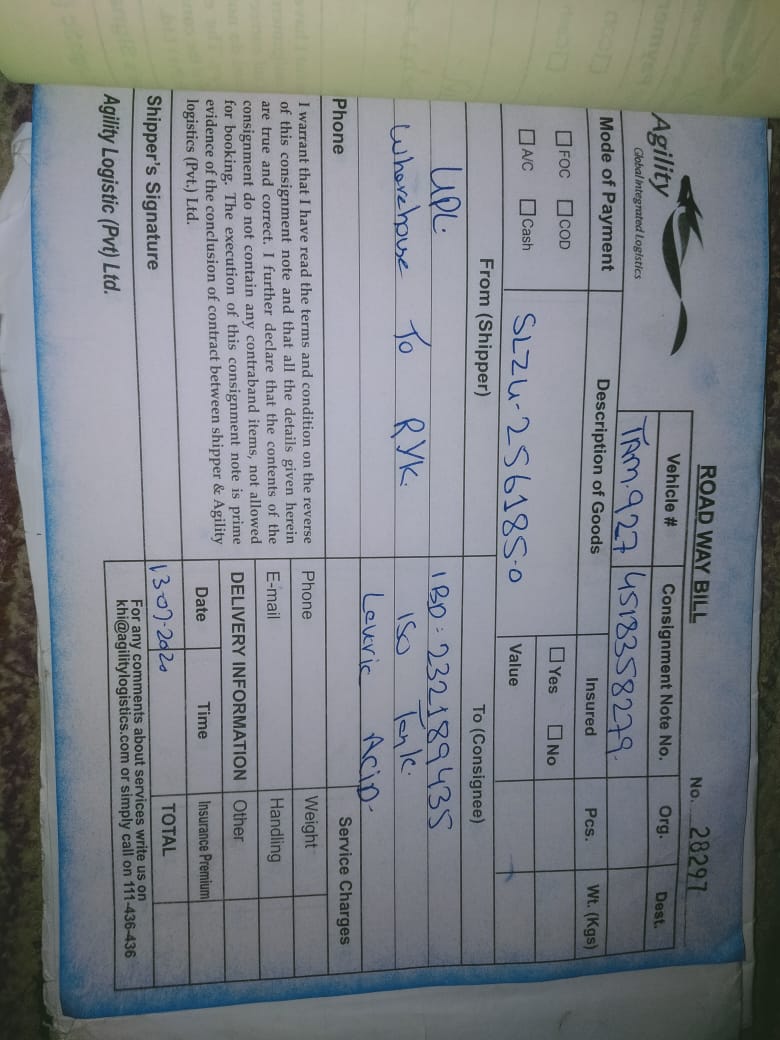 Agility
Global Integrated Logistics
ROAD WAY BILL
No. 28297
Vehicle #
Consignment Note No.
Org.
Dest.
TAM.927
4518358279.
Mode of Payment
Description of Goods
Insured
Pcs.
Wt. (Kgs)
FOC
COD
Yes
No
A/C
Cash
SLZU-256185-0
Value
From (Shipper)
To (Consignee)
UPL.
IBD: 232189435
Wharehouse To RYK.
ISO Tank.
Lauric Acid-
Phone
Service Charges
I warrant that I have read the terms and condition on the reverse
of this consignment note and that all the details given herein
are true and correct. I further declare that the contents of the
consignment do not contain any contraband items, not allowed
for booking. The execution of this consignment note is prime
evidence of the conclusion of contract between shipper & Agility
logistics (Pvt.) Ltd.
Phone
Weight
E-mail
Handling
DELIVERY INFORMATION
Other
Date
Time
Insurance Premium
Shipper's Signature
13-07-2020
TOTAL
Agility Logistic (Pvt) Ltd.
For any comments about services write us on
khi@agilitylogistics.com or simply call on 111-436-436